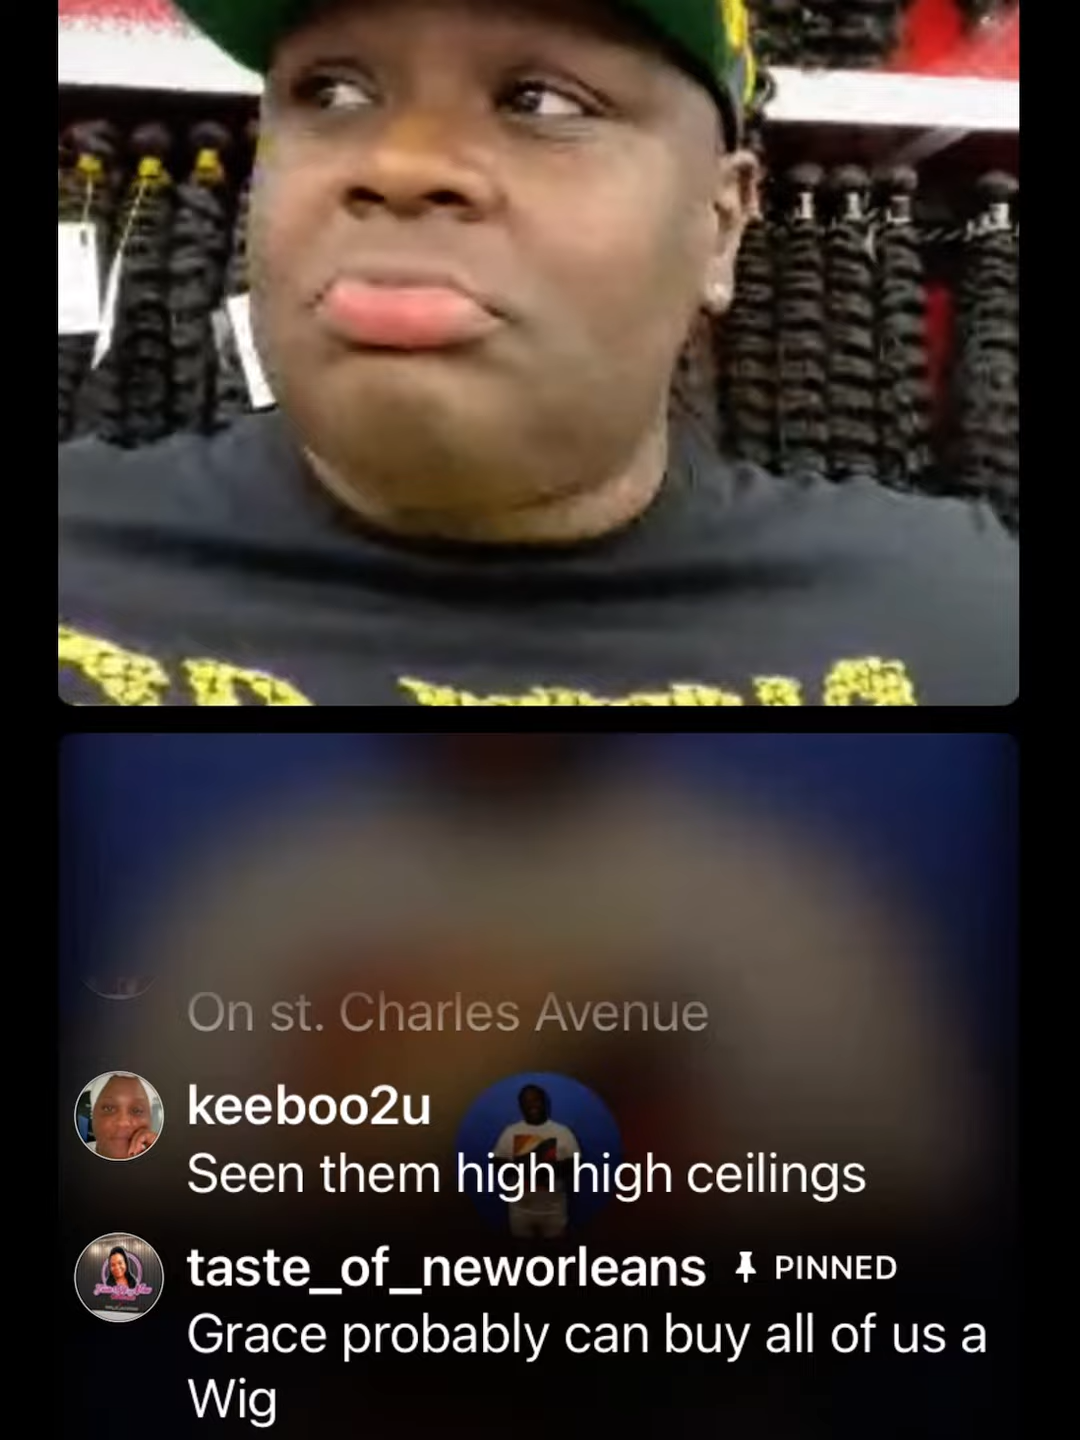 On st. Charles Avenue
keeboo2u
Seen them high high ceilings
taste_of_neworleans PINNED
Grace probably can buy all of us a
Wig